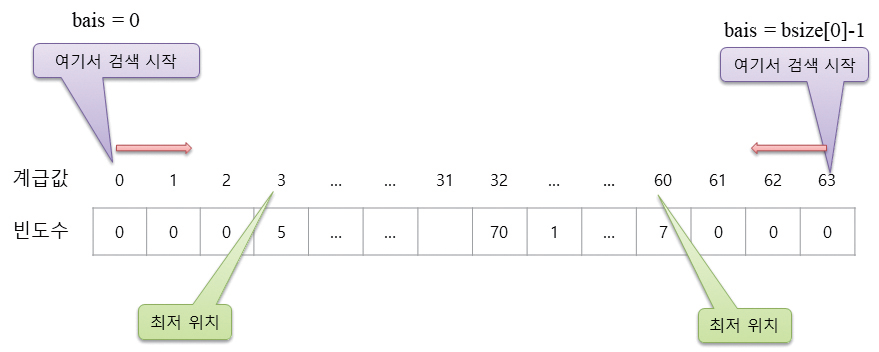 bais = 0
bais = bsize[0]-1
여기서 검색 시작
여기서 검색 시작
계급값 0 1 2 3 ... ... 31 32 ... ... 60 61 62 63
빈도수 0 0 0 5 ... ... 70 1 ... 7 0 0 0
최저 위치
최저 위치